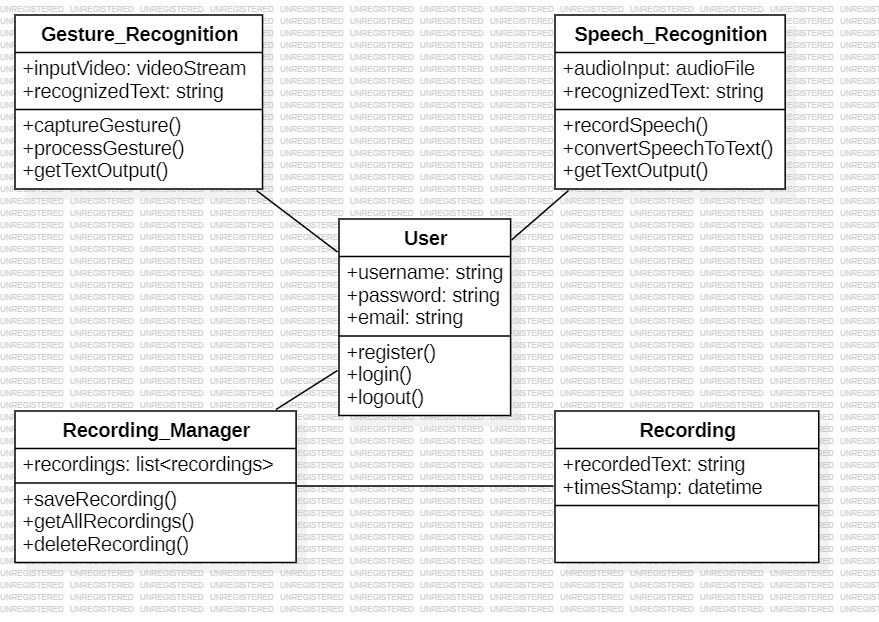 Gesture_Recognition
+inputVideo: videoStream
+recognizedText: string
+captureGesture()
+processGesture()
+getTextOutput()
Speech_Recognition
+audioInput: audioFile
+recognizedText: string
+recordSpeech()
+convertSpeechToText()
+getTextOutput()
User
+username: string
+password: string
+email: string
+register()
+login()
+logout()
Recording_Manager
+recordings: list<recordings>
+saveRecording()
+getAllRecordings()
+deleteRecording()
Recording
+recordedText: string
+timesStamp: datetime
UNREGISTERED